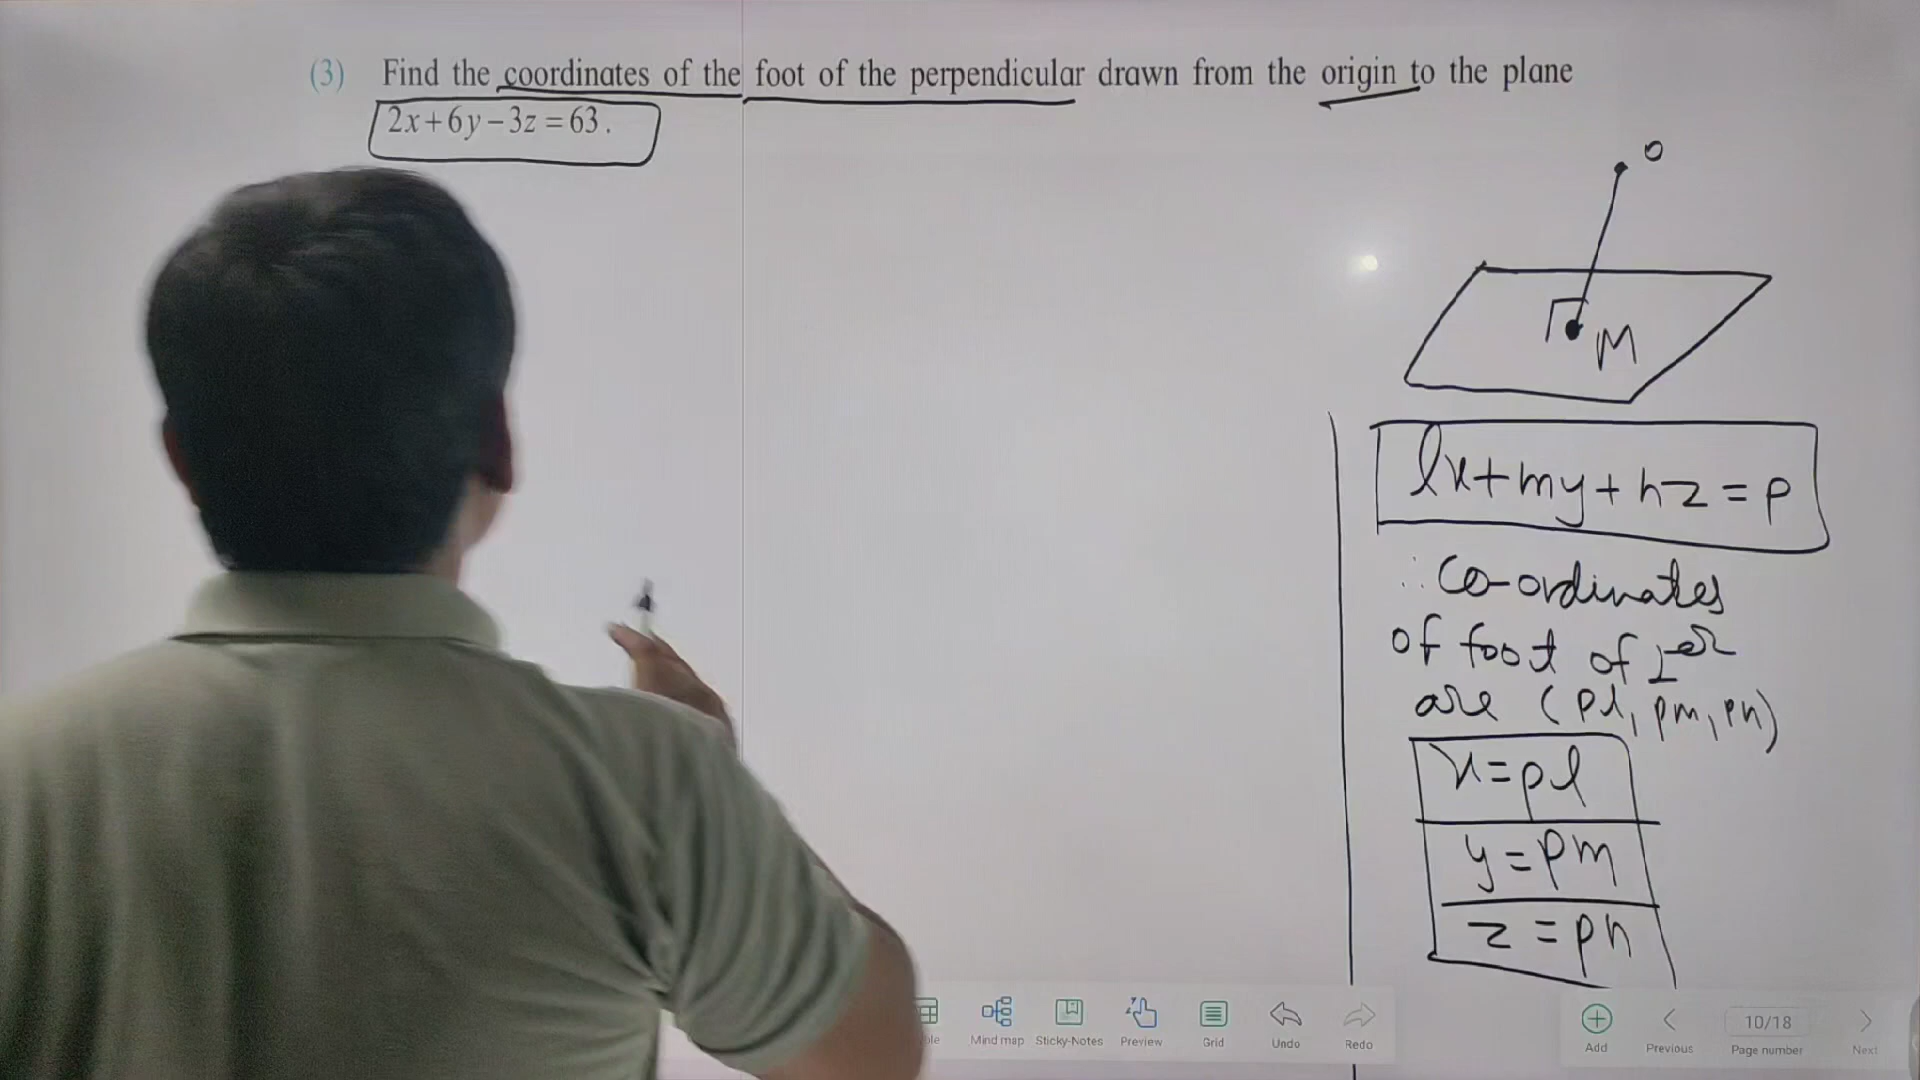 (3) Find the coordinates of the foot of the perpendicular drawn from the origin to the plane
2x+6y−3z=63.
O
M
lx+my+nz=p
∴ Co-ordinates
of foot of ⊥er
are (pl, pm, pn)
x=pl
y=pm
z=pn
Mind map Sticky-Notes Preview Grid Undo Redo
Add Previous 10/18 Page number Next